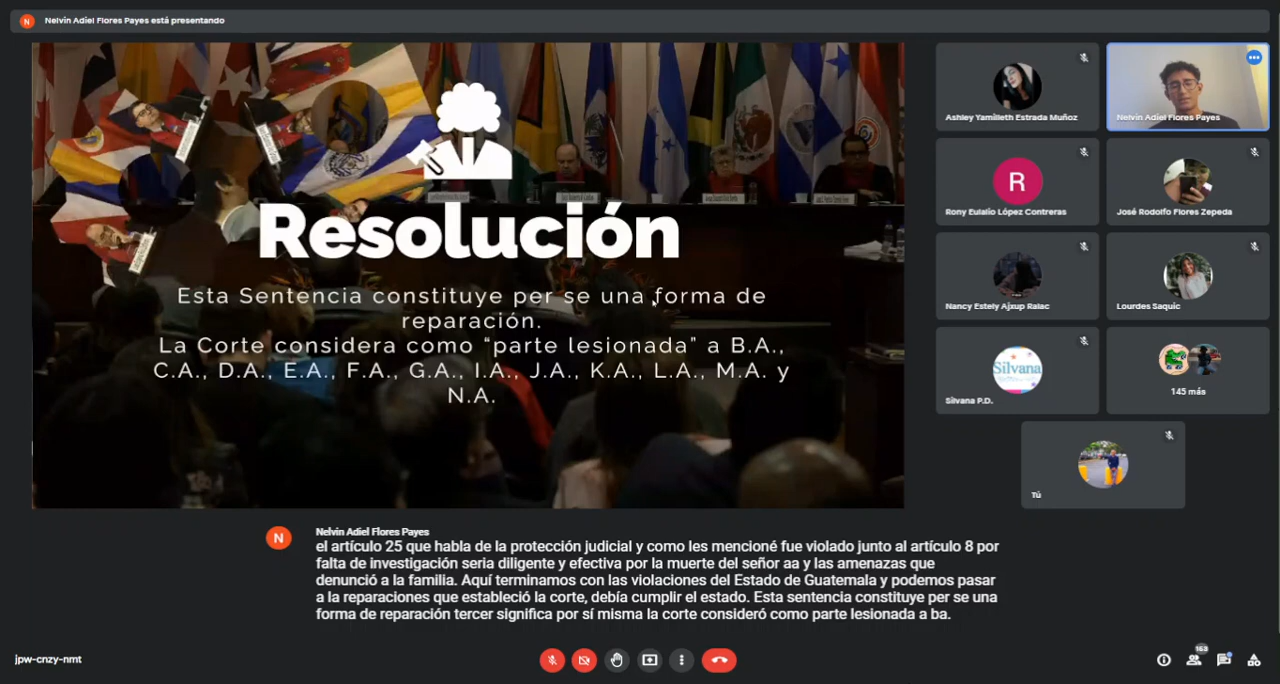 N
Nelvin Adiel Flores Payes está presentando
Resolución
Esta Sentencia constituye per se una forma de
reparación.
La Corte considera como “parte lesionada” a B.A.,
C.A., D.A., E.A., F.A., G.A., I.A., J.A., K.A., L.A., M.A. y
N.A.
Ashley Yamilleth Estrada Muñoz
Nelvin Adiel Flores Payes
R
Rony Eulalio López Contreras
José Rodolfo Flores Zepeda
Nancy Estely Ajxup Ralac
Lourdes Saquic
Silvana
Silvana P.D.
145 más
Tú
N
Nelvin Adiel Flores Payes
el artículo 25 que habla de la protección judicial y como les mencioné fue violado junto al artículo 8 por
falta de investigación seria diligente y efectiva por la muerte del señor aa y las amenazas que
denunció a la familia. Aquí terminamos con las violaciones del Estado de Guatemala y podemos pasar
a la reparaciones que estableció la corte, debía cumplir el estado. Esta sentencia constituye per se una
forma de reparación tercer significa por sí misma la corte consideró como parte lesionada a ba.
jpw-cnzy-nmt
163